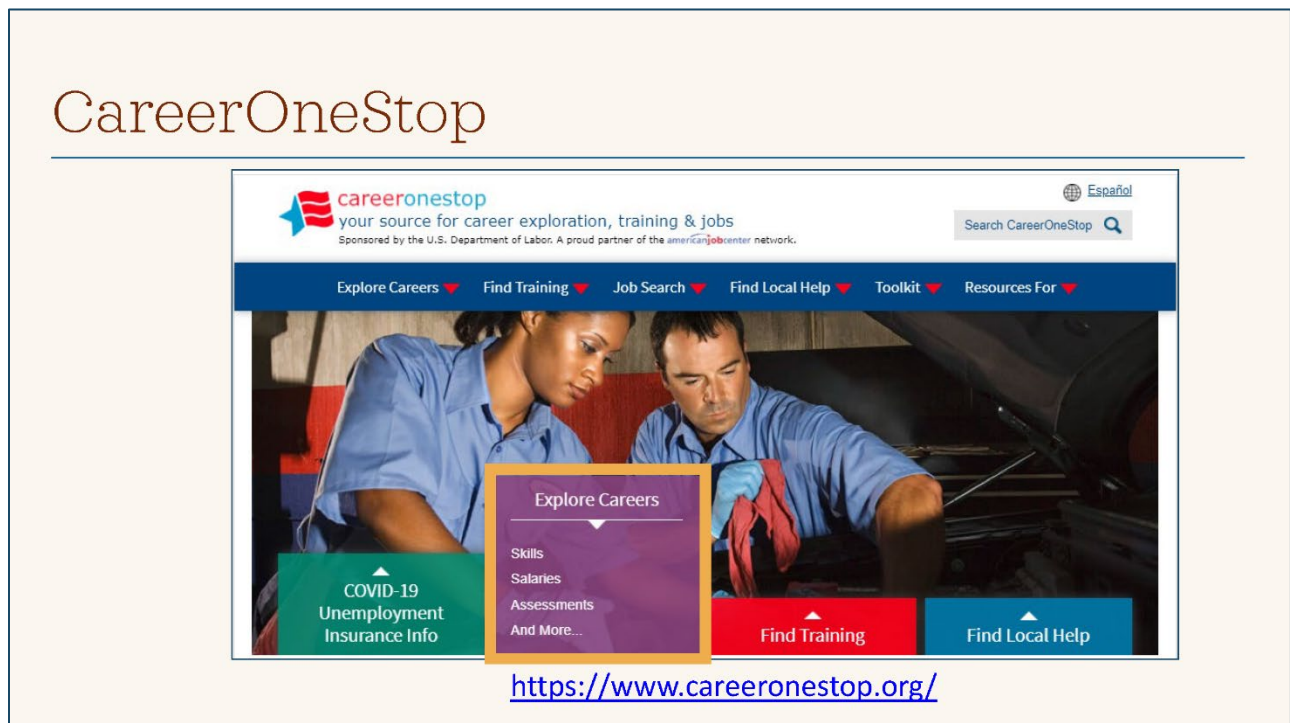 CareerOneStop
careeronestop
your source for career exploration, training & jobs
Sponsored by the U.S. Department of Labor. A proud partner of the americanjobcenter network.
Español
Search CareerOneStop
Explore Careers Find Training Job Search Find Local Help Toolkit Resources For
Explore Careers
Skills
Salaries
Assessments
And More...
COVID-19
Unemployment
Insurance Info
Find Training
Find Local Help
https://www.careeronestop.org/